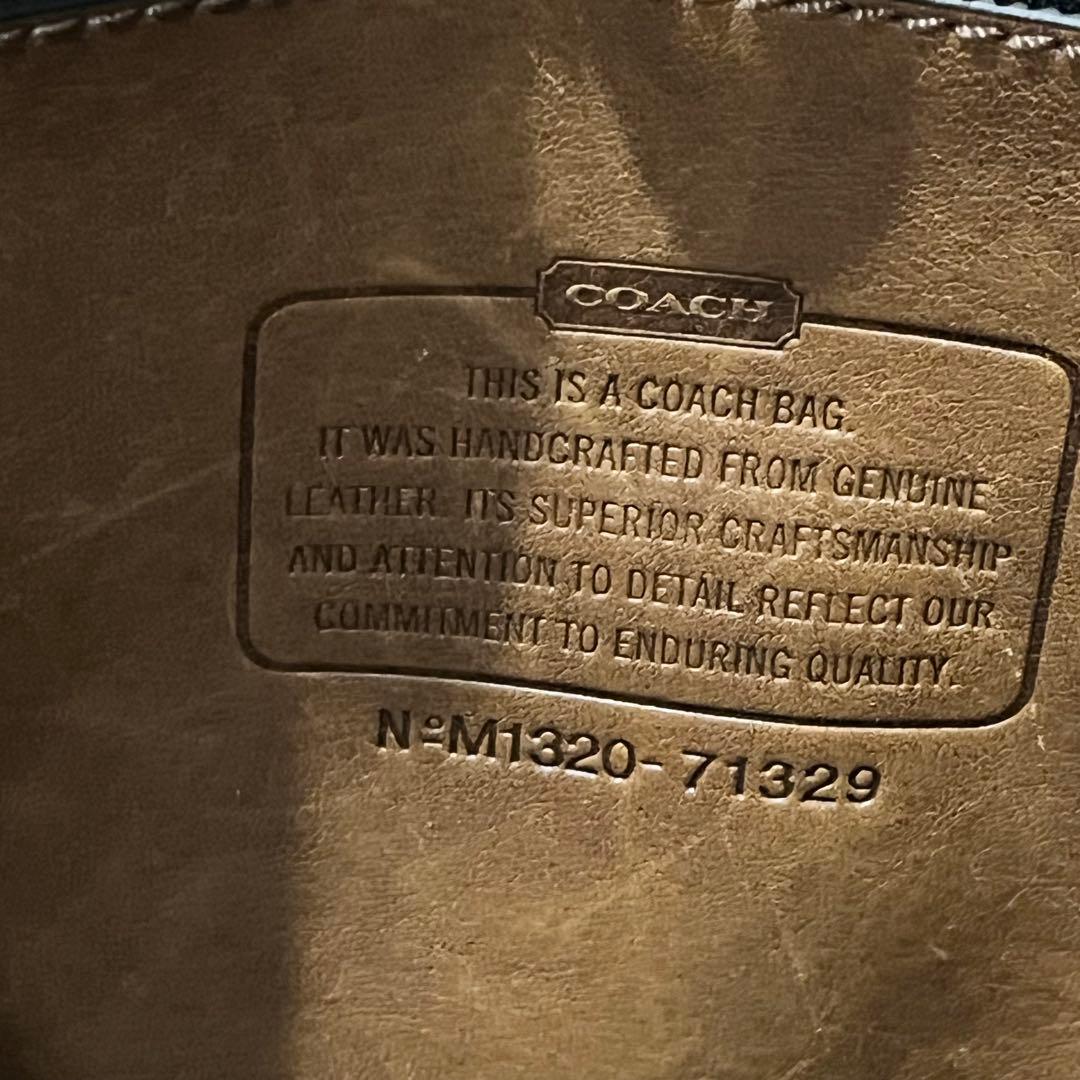 COACH
THIS IS A COACH BAG.
IT WAS HANDCRAFTED FROM GENUINE
LEATHER. ITS SUPERIOR CRAFTSMANSHIP
AND ATTENTION TO DETAIL REFLECT OUR
COMMITMENT TO ENDURING QUALITY.
Nº M1320-71329